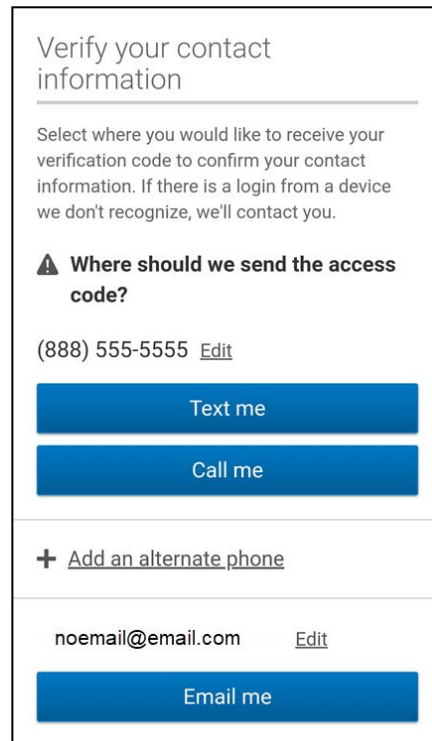 Verify your contact
information
Select where you would like to receive your
verification code to confirm your contact
information. If there is a login from a device
we don't recognize, we'll contact you.
Where should we send the access
code?
(888) 555-5555 Edit
Text me
Call me
Add an alternate phone
noemail@email.com Edit
Email me